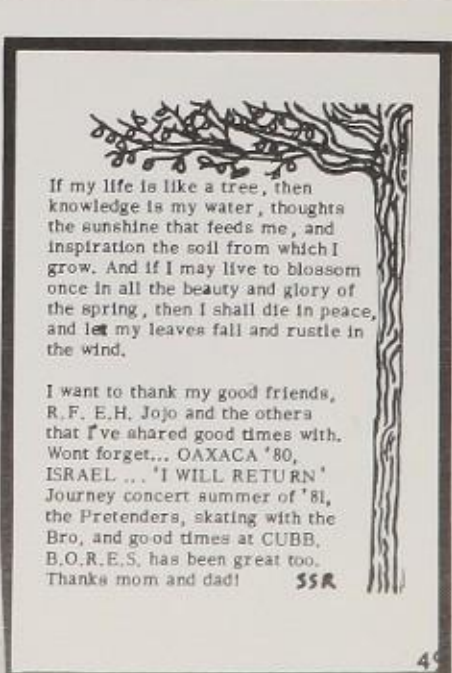 If my life is like a tree, then
knowledge is my water, thoughts
the sunshine that feeds me, and
inspiration the soil from which I
grow. And if I may live to blossom
once in all the beauty and glory of
the spring, then I shall die in peace,
and let my leaves fall and rustle in
the wind.
I want to thank my good friends,
R.F. E.H. Jojo and the others
that I've shared good times with.
Wont forget... OAXACA '80,
ISRAEL ... 'I WILL RETURN'
Journey concert summer of '81,
the Pretenders, skating with the
Bro, and good times at CUBB.
B.O.R.E.S. has been great too.
Thanks mom and dad! SSR